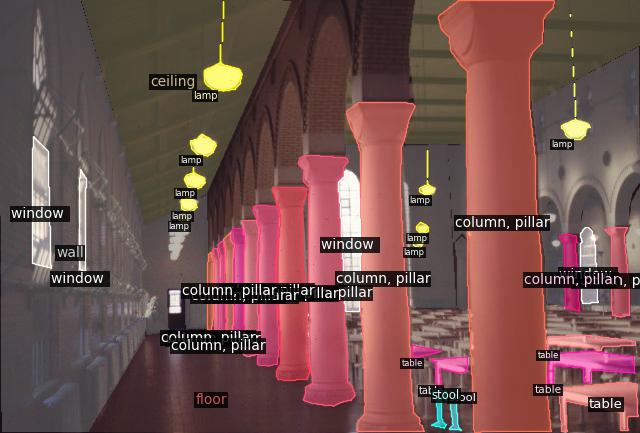 ceiling
lamp
lamp
lamp
lamp
lamp
lamp
lamp
lamp
lamp
window
wall
window
column, pillar
window
column, pillar
column, pillar
column, pillar
column, pillar
table
table
table
table
stool
floor